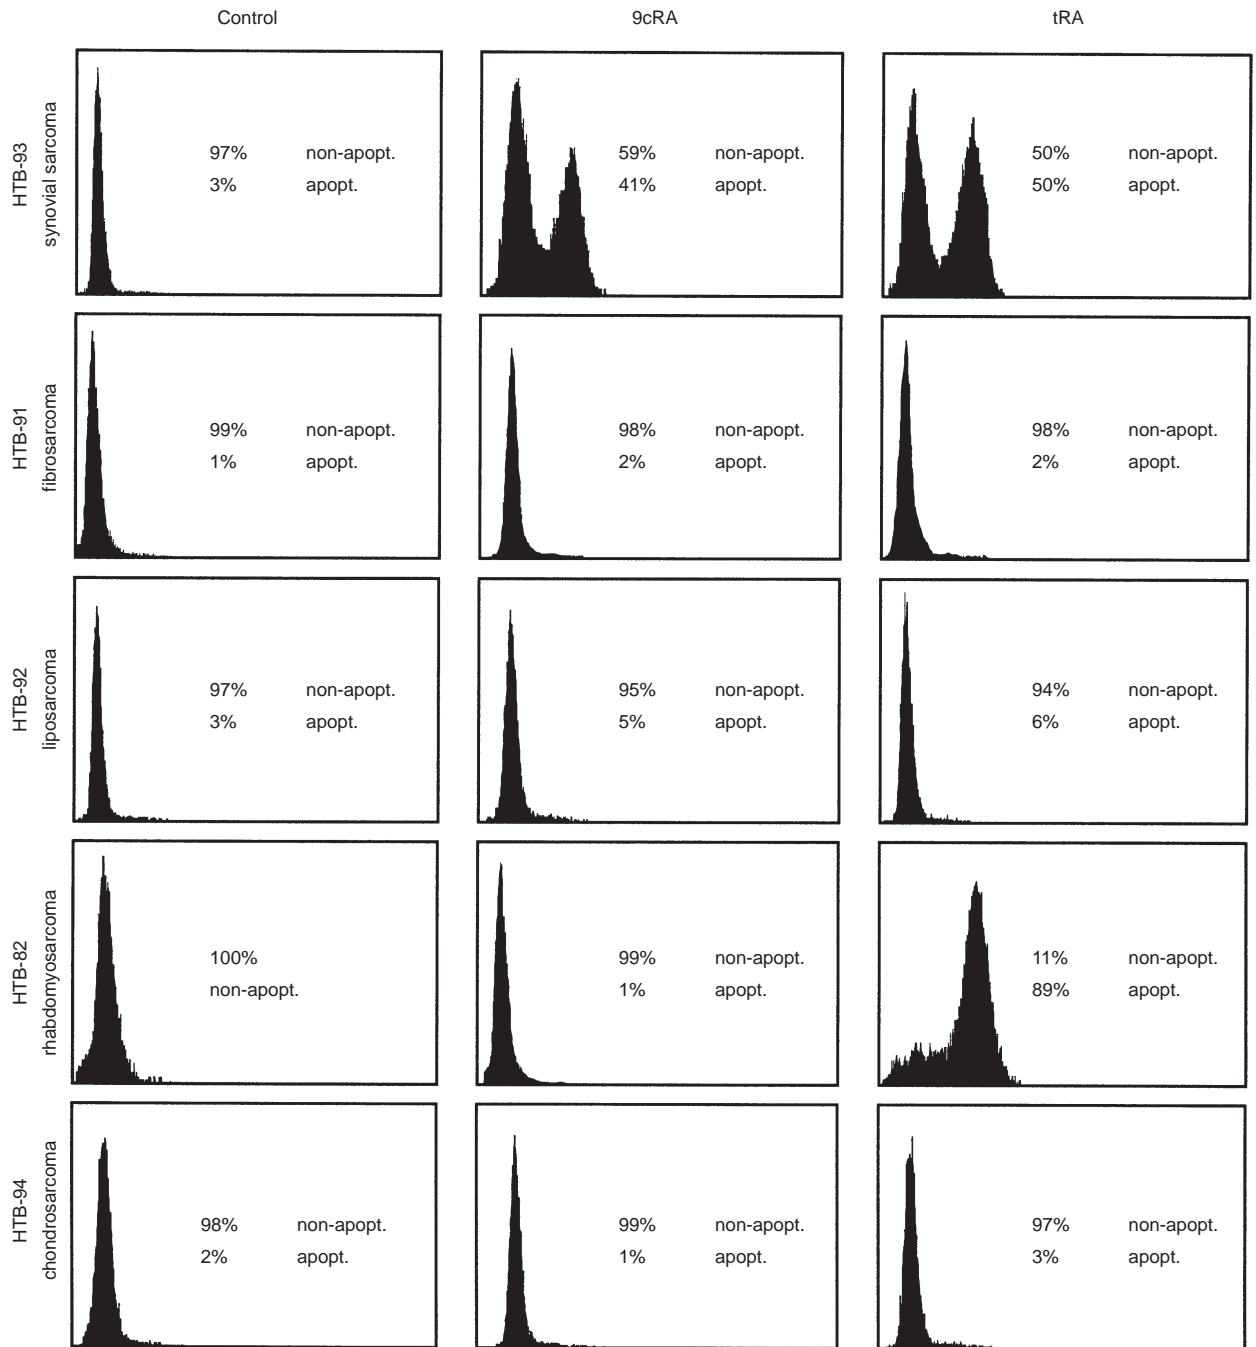 Control 9cRA tRA
HTB-93
synovial sarcoma
97% non-apopt.
3% apopt.
59% non-apopt.
41% apopt.
50% non-apopt.
50% apopt.
HTB-91
fibrosarcoma
99% non-apopt.
1% apopt.
98% non-apopt.
2% apopt.
98% non-apopt.
2% apopt.
HTB-92
liposarcoma
97% non-apopt.
3% apopt.
95% non-apopt.
5% apopt.
94% non-apopt.
6% apopt.
HTB-82
rhabdomyosarcoma
100%
non-apopt.
99% non-apopt.
1% apopt.
11% non-apopt.
89% apopt.
HTB-94
chondrosarcoma
98% non-apopt.
2% apopt.
99% non-apopt.
1% apopt.
97% non-apopt.
3% apopt.